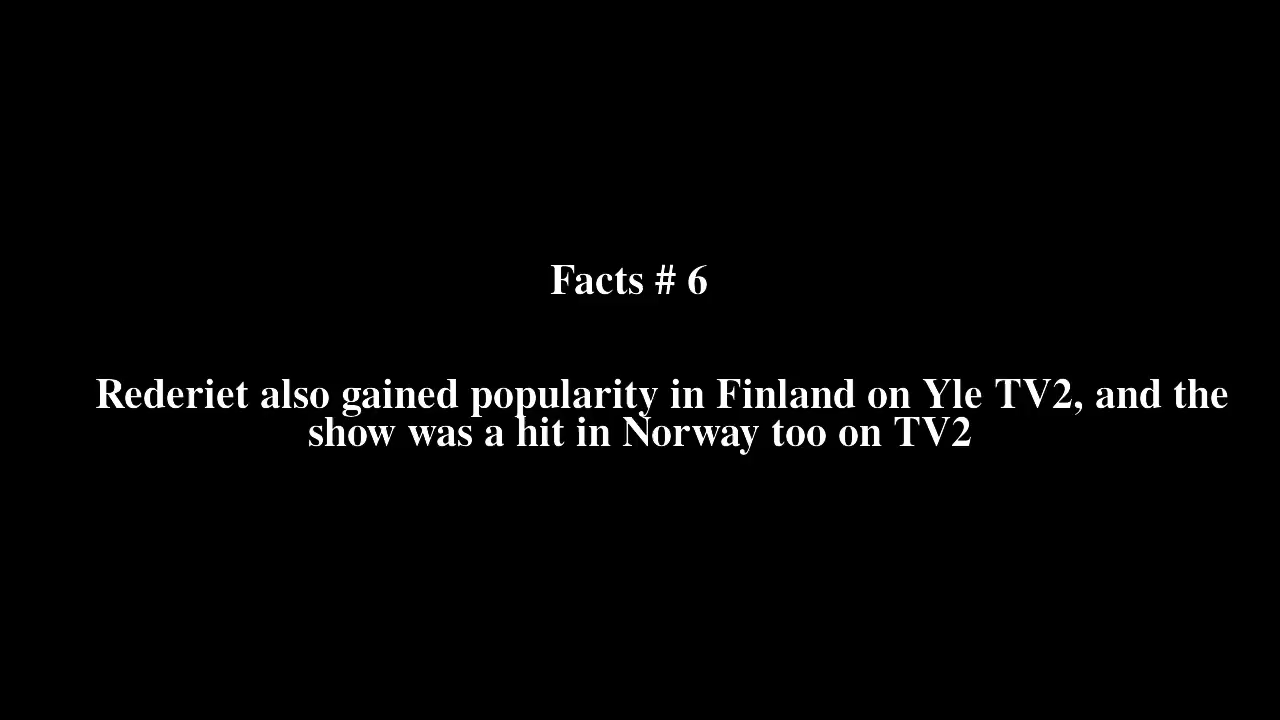 Facts # 6
Rederiet also gained popularity in Finland on Yle TV2, and the
show was a hit in Norway too on TV2